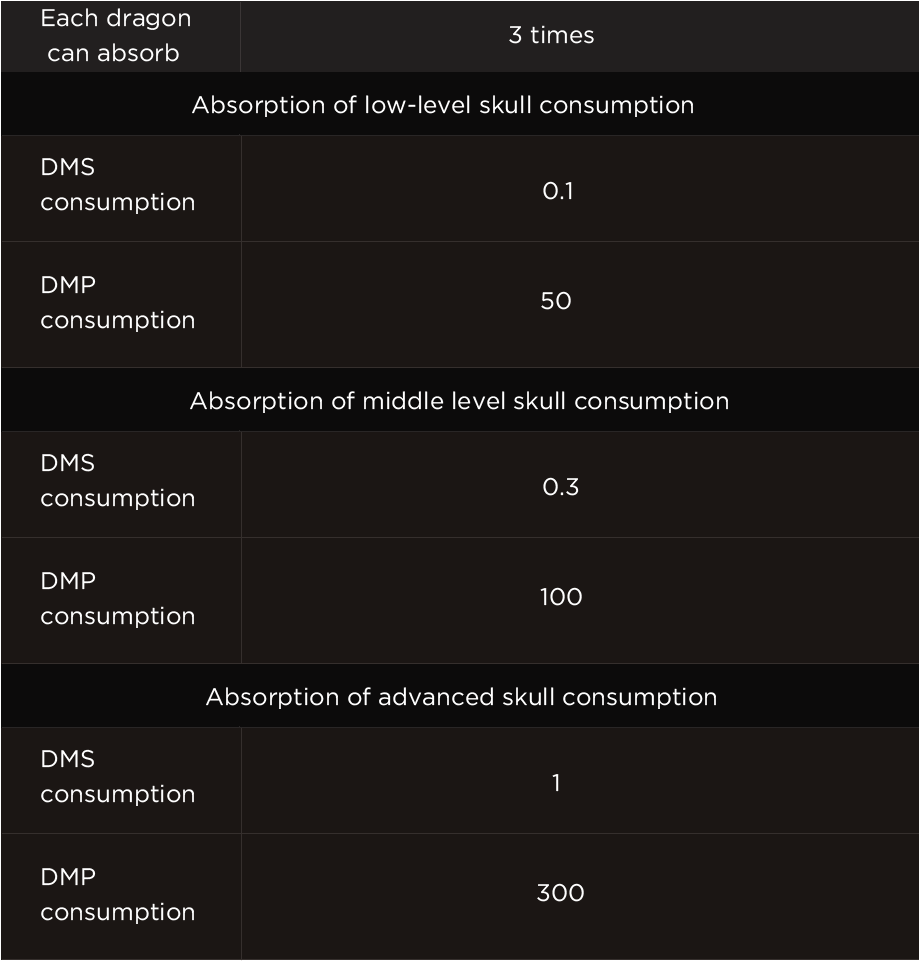 Each dragon
can absorb
3 times
Absorption of low-level skull consumption
DMS
consumption
0.1
DMP
consumption
50
Absorption of middle level skull consumption
DMS
consumption
0.3
DMP
consumption
100
Absorption of advanced skull consumption
DMS
consumption
1
DMP
consumption
300